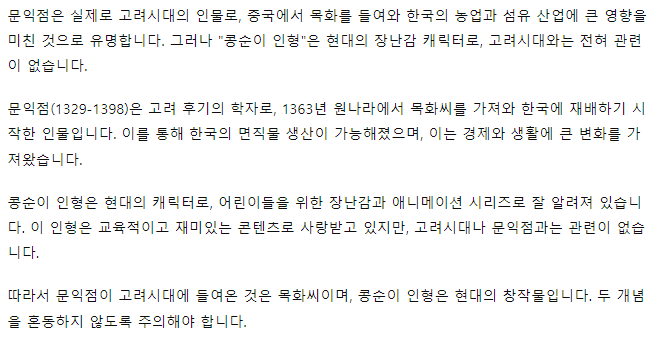 문익점은 실제로 고려시대의 인물로, 중국에서 목화를 들여와 한국의 농업과 섬유 산업에 큰 영향을
미친 것으로 유명합니다. 그러나 "콩순이 인형"은 현대의 장난감 캐릭터로, 고려시대와는 전혀 관련
이 없습니다.
문익점(1329-1398)은 고려 후기의 학자로, 1363년 원나라에서 목화씨를 가져와 한국에 재배하기 시
작한 인물입니다. 이를 통해 한국의 면직물 생산이 가능해졌으며, 이는 경제와 생활에 큰 변화를 가
져왔습니다.
콩순이 인형은 현대의 캐릭터로, 어린이들을 위한 장난감과 애니메이션 시리즈로 잘 알려져 있습니
다. 이 인형은 교육적이고 재미있는 콘텐츠로 사랑받고 있지만, 고려시대나 문익점과는 관련이 없습
니다.
따라서 문익점이 고려시대에 들여온 것은 목화씨이며, 콩순이 인형은 현대의 창작물입니다. 두 개념
을 혼동하지 않도록 주의해야 합니다.